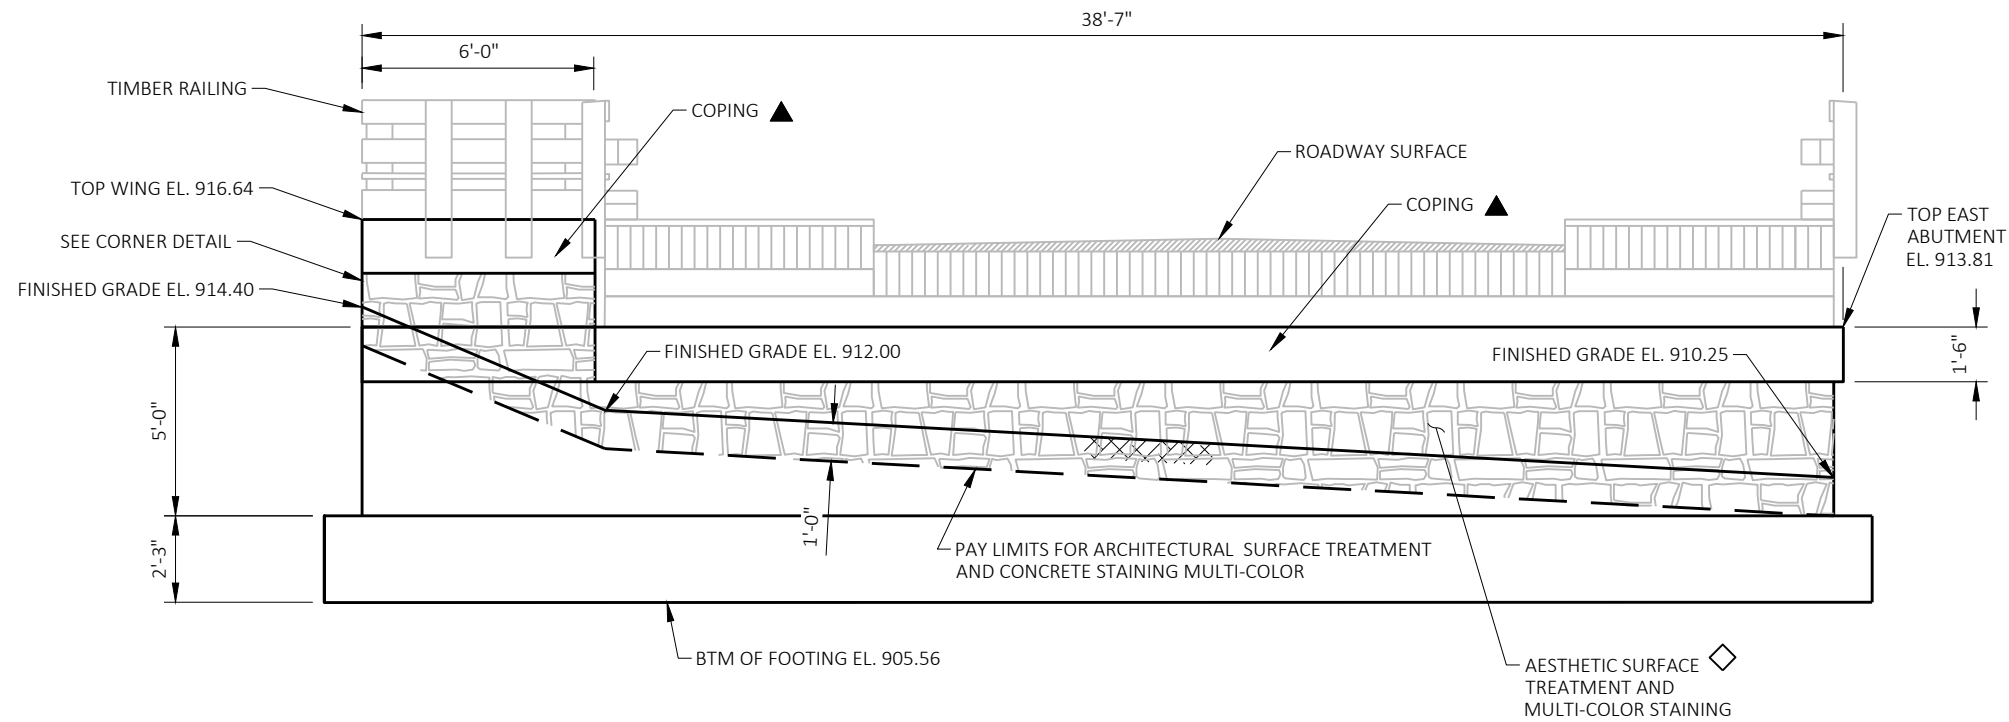 38'-7"
6'-0"
TIMBER RAILING
COPING
ROADWAY SURFACE
TOP WING EL. 916.64
COPING
TOP EAST
ABUTMENT
EL. 913.81
SEE CORNER DETAIL
FINISHED GRADE EL. 914.40
FINISHED GRADE EL. 912.00
FINISHED GRADE EL. 910.25
1'-6"
5'-0"
1'-0"
2'-3"
PAY LIMITS FOR ARCHITECTURAL SURFACE TREATMENT
AND CONCRETE STAINING MULTI-COLOR
BTM OF FOOTING EL. 905.56
AESTHETIC SURFACE
TREATMENT AND
MULTI-COLOR STAINING